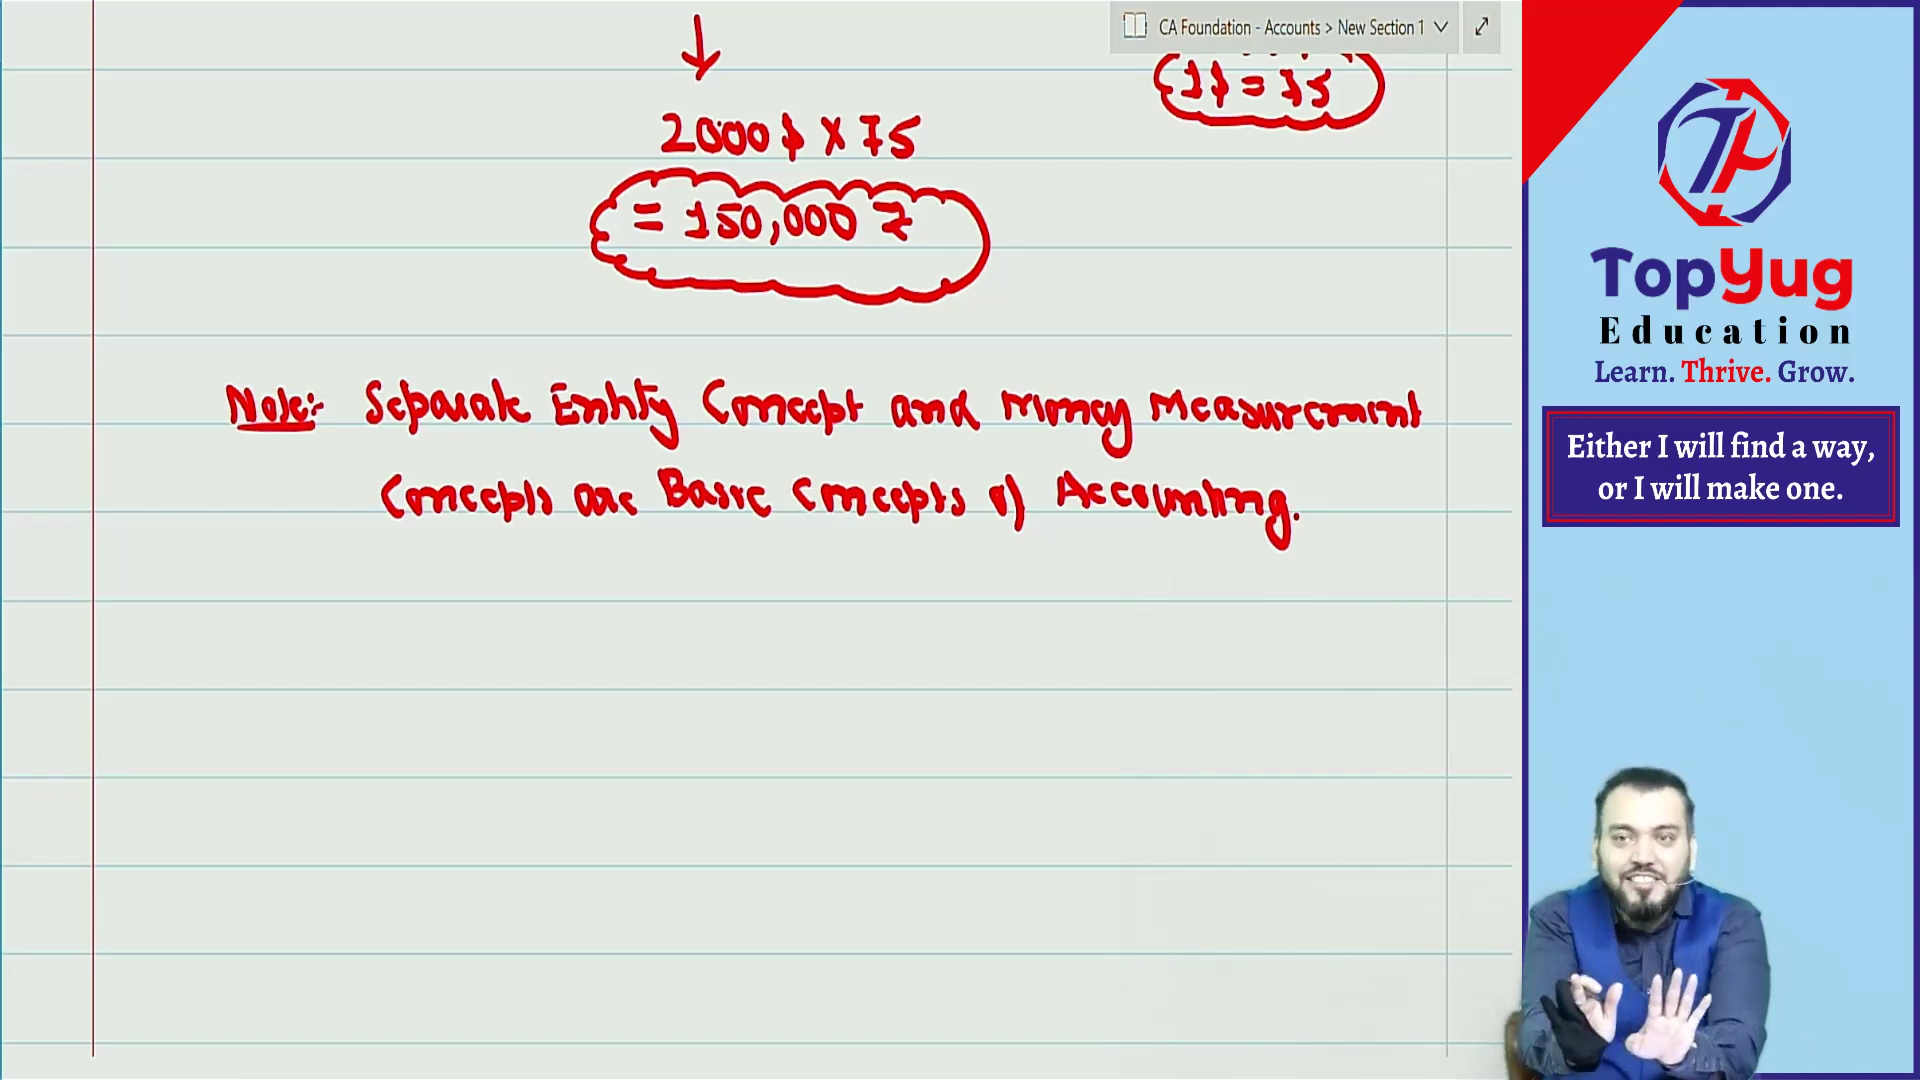 CA Foundation - Accounts > New Section 1
1$ = 75
2000 $ X 75
= 150,000 ₹
Note:- Separate Entity Concept and Money Measurement
Concepts are Basic Concepts of Accounting.
TopYug
Education
Learn. Thrive. Grow.
Either I will find a way,
or I will make one.